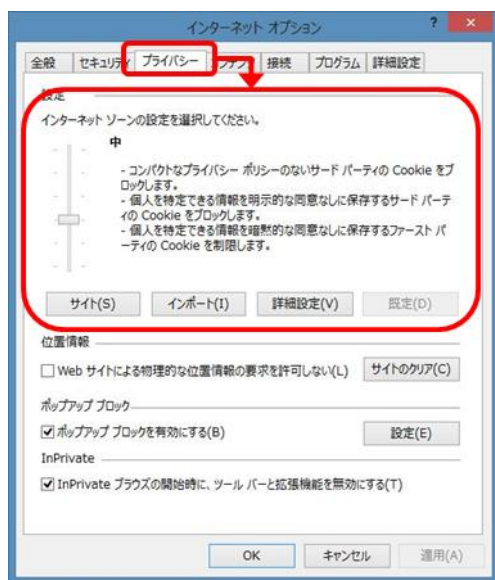 インターネット オプション
?
×
全般
セキュリティ
プライバシー
接続
プログラム
詳細設定
設定
インターネット ゾーンの設定を選択してください。
中
- コンパクトなプライバシー ポリシーのないサード パーティの Cookie をブ
ロックします。
- 個人を特定できる情報を明示的な同意なしに保存するサード パーテ
ィの Cookie をブロックします。
- 個人を特定できる情報を暗黙的な同意なしに保存するファースト パ
ーティの Cookie を制限します。
サイト(S)
インポート(I)
詳細設定(V)
既定(D)
位置情報
Web サイトによる物理的な位置情報の要求を許可しない(L)
サイトのクリア(C)
ポップアップ ブロック
ポップアップ ブロックを有効にする(B)
設定(E)
InPrivate
InPrivate ブラウズの開始時に、ツール バーと拡張機能を無効にする(T)
OK
キャンセル
適用(A)